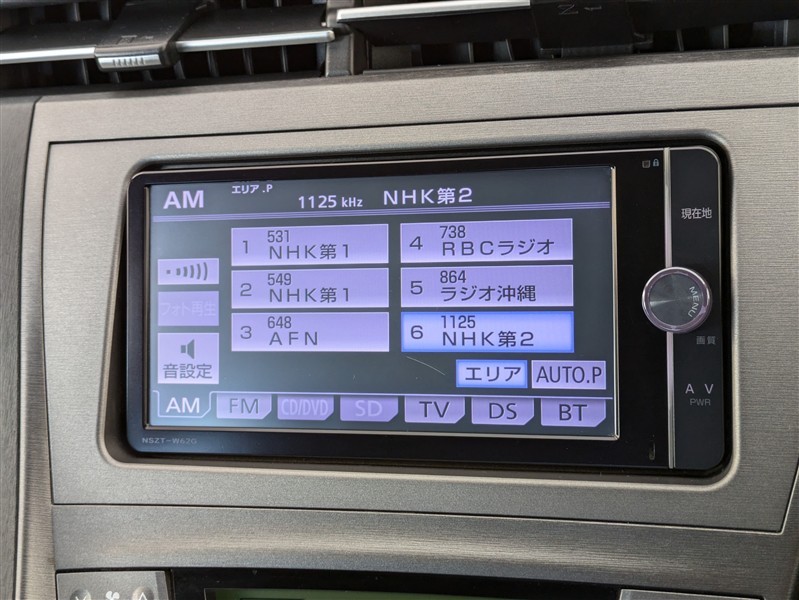 AM エリア.P 1125 kHz NHK第2
1 531 NHK第1
4 738 RBCラジオ
2 549 NHK第1
5 864 ラジオ沖縄
3 648 AFN
6 1125 NHK第2
フォト再生
音設定
エリア AUTO.P
AM FM CD/DVD SD TV DS BT
NSZT-W62G
現在地
MENU
画質
A V
PWR